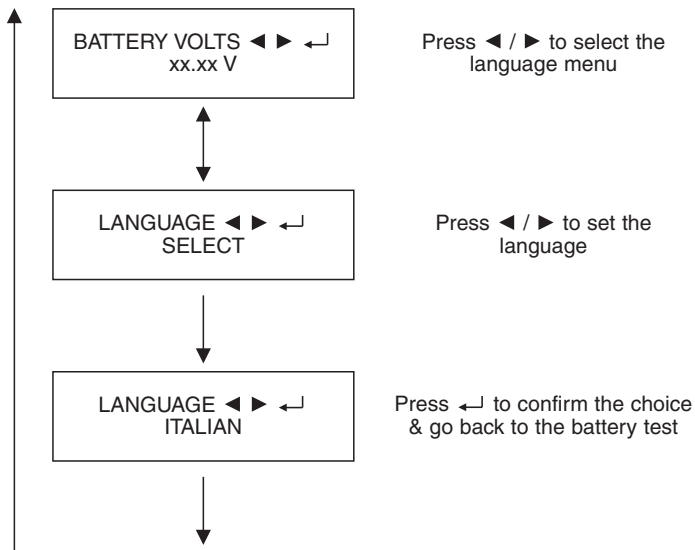 BATTERY VOLTS ◄ ► ↵
xx.xx V
Press ◄ / ► to select the
language menu
LANGUAGE ◄ ► ↵
SELECT
Press ◄ / ► to set the
language
LANGUAGE ◄ ► ↵
ITALIAN
Press ↵ to confirm the choice
& go back to the battery test